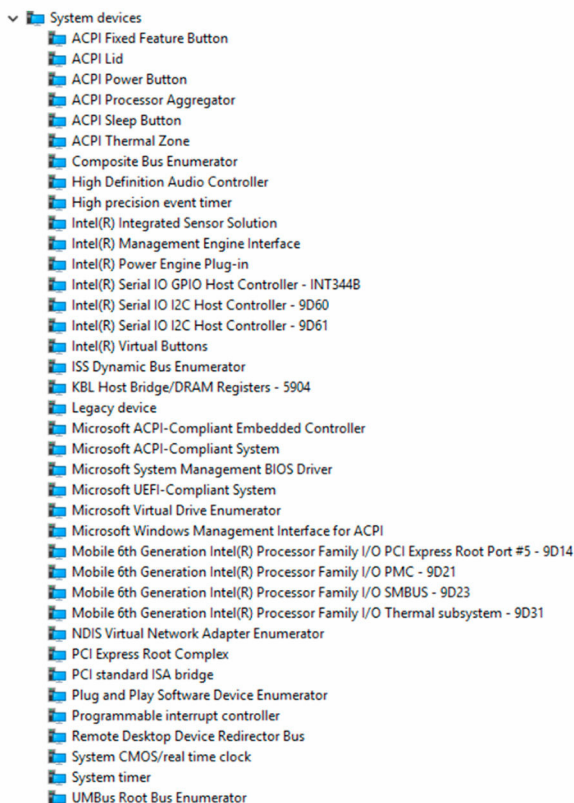 System devices
ACPI Fixed Feature Button
ACPI Lid
ACPI Power Button
ACPI Processor Aggregator
ACPI Sleep Button
ACPI Thermal Zone
Composite Bus Enumerator
High Definition Audio Controller
High precision event timer
Intel(R) Integrated Sensor Solution
Intel(R) Management Engine Interface
Intel(R) Power Engine Plug-in
Intel(R) Serial IO GPIO Host Controller - INT344B
Intel(R) Serial IO I2C Host Controller - 9D60
Intel(R) Serial IO I2C Host Controller - 9D61
Intel(R) Virtual Buttons
ISS Dynamic Bus Enumerator
KBL Host Bridge/DRAM Registers - 5904
Legacy device
Microsoft ACPI-Compliant Embedded Controller
Microsoft ACPI-Compliant System
Microsoft System Management BIOS Driver
Microsoft UEFI-Compliant System
Microsoft Virtual Drive Enumerator
Microsoft Windows Management Interface for ACPI
Mobile 6th Generation Intel(R) Processor Family I/O PCI Express Root Port #5 - 9D14
Mobile 6th Generation Intel(R) Processor Family I/O PMC - 9D21
Mobile 6th Generation Intel(R) Processor Family I/O SMBUS - 9D23
Mobile 6th Generation Intel(R) Processor Family I/O Thermal subsystem - 9D31
NDIS Virtual Network Adapter Enumerator
PCI Express Root Complex
PCI standard ISA bridge
Plug and Play Software Device Enumerator
Programmable interrupt controller
Remote Desktop Device Redirector Bus
System CMOS/real time clock
System timer
UMBus Root Bus Enumerator